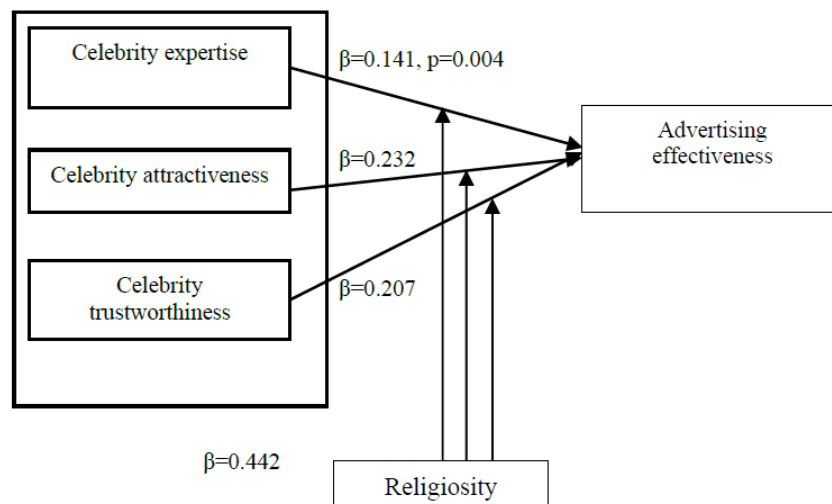 Celebrity expertise
β=0.141, p=0.004
Advertising
effectiveness
β=0.232
Celebrity attractiveness
Celebrity
trustworthiness
β=0.207
β=0.442
Religiosity